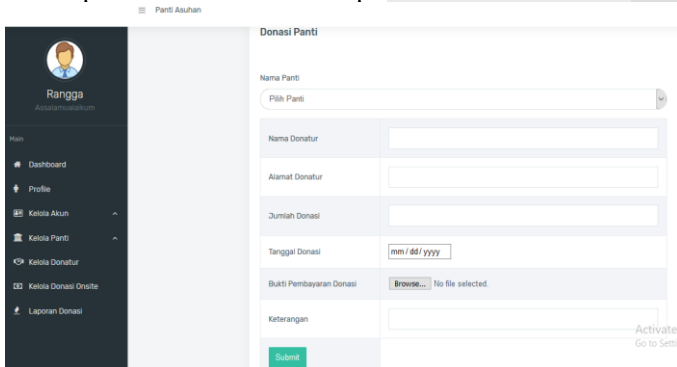 Panti Asuhan
Donasi Panti
Rangga
Assalamualaikum
Main
Dashboard
Profile
Kelola Akun
Kelola Panti
Kelola Donatur
Kelola Donasi Onsite
Laporan Donasi
Nama Panti
Pilih Panti
Nama Donatur
Alamat Donatur
Jumlah Donasi
Tanggal Donasi mm / dd / yyyy
Bukti Pembayaran Donasi Browse... No file selected.
Keterangan
Submit
Activate
Go to Setti